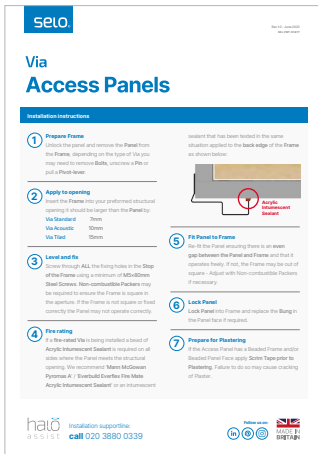 selo.
Via
Access Panels
Installation instructions
1
Prepare Frame
Unlock the panel and remove the Panel from
the Frame, depending on the type of Via you
may need to remove Bolts, unscrew a Pin or
pull a Pivot-lever.
2
Apply to opening
Insert the Frame into your preformed structural
opening it should be larger than the Panel by:
Via Standard 7mm
Via Acoustic 10mm
Via Tiled 15mm
3
Level and fix
Screw through ALL the fixing holes in the Stop
of the Frame using a minimum of M5x60mm
Steel Screws. Non-combustible Packers may
be required to ensure the Frame is square in
the aperture. If the Frame is not square or fixed
correctly the Panel may not operate correctly.
4
Fire rating
If a fire-rated Via is being installed a bead of
Acrylic Intumescent Sealant is required on all
sides where the Panel meets the structural
opening. We recommend 'Mann McGowan
Pyromas A' / 'Everbuild Everflex Fire Mate
Acrylic Intumescent Sealant' or an intumescent
sealant that has been tested in the same
situation applied to the back edge of the Frame
as shown below:
Acrylic
Intumescent
Sealant
5
Fit Panel to Frame
Re-fit the Panel ensuring there is an even
gap between the Panel and Frame and that it
operates freely. If not, the Frame may be out of
square - Adjust with Non-combustible Packers
if necessary.
6
Lock Panel
Lock Panel into Frame and replace the Bung in
the Panel face if required.
7
Prepare for Plastering
If the Access Panel has a Beaded Frame and/or
Beaded Panel Face apply Scrim Tape prior to
Plastering. Failure to do so may cause cracking
of Plaster.
halo
assist
Installation supportline:
call 020 3880 0339
Follow us on:
MADE IN
BRITAIN